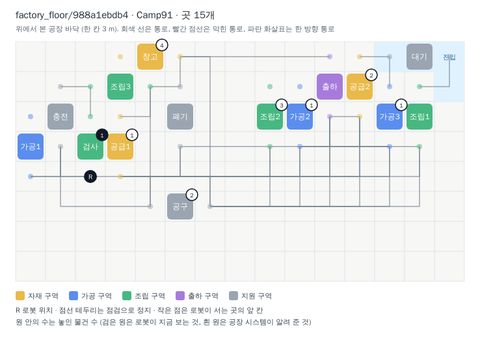 factory_floor/988a1ebdb4 · Camp91 · 곳 15개
위에서 본 공장 바닥 (한 칸 3 m). 회색 선은 통로, 빨간 점선은 막힌 통로, 파란 화살표는 한 방향 통로
창고 4
대기
조립3
출하
공급2 2
충전
폐기
조립2 3
가공2 1
가공3 1
조립1
가공1
검사 1
공급1 1
R
공구 2
자재 구역
가공 구역
조립 구역
출하 구역
지원 구역
R 로봇 위치 · 점선 테두리는 점검으로 정지 · 작은 점은 로봇이 서는 곳의 앞 칸
원 안의 수는 놓인 물건 수 (검은 원은 로봇이 지금 보는 것, 흰 원은 공장 시스템이 알려 준 것)